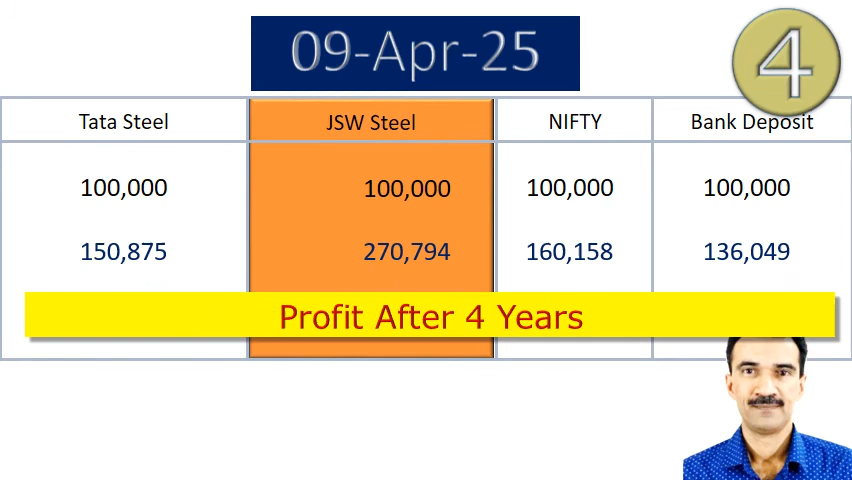 09-Apr-25
4
Tata Steel JSW Steel NIFTY Bank Deposit
100,000 100,000 100,000 100,000
150,875 270,794 160,158 136,049
Profit After 4 Years